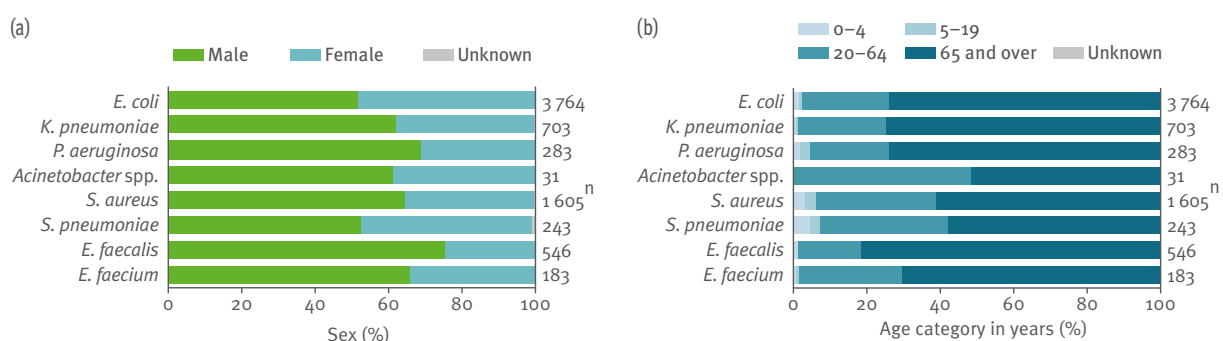 (a)
Male Female Unknown
E. coli 3 764
K. pneumoniae 703
P. aeruginosa 283
Acinetobacter spp. 31
S. aureus 1 605
n
S. pneumoniae 243
E. faecalis 546
E. faecium 183
0 20 40 60 80 100
Sex (%)
(b)
0–4 5–19
20–64 65 and over Unknown
E. coli 3 764
K. pneumoniae 703
P. aeruginosa 283
Acinetobacter spp. 31
S. aureus 1 605
n
S. pneumoniae 243
E. faecalis 546
E. faecium 183
0 20 40 60 80 100
Age category in years (%)